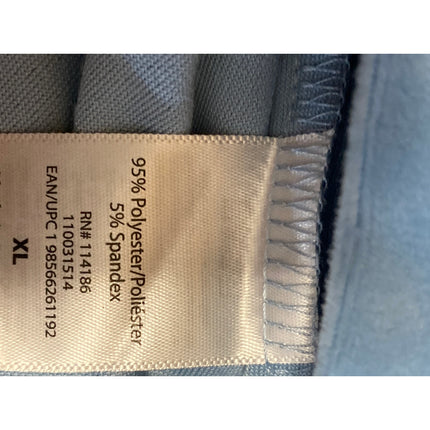 95% Polyester/Poliéster
5% Spandex
RN# 114186
110031514
EAN/UPC 1 98566261192
XL